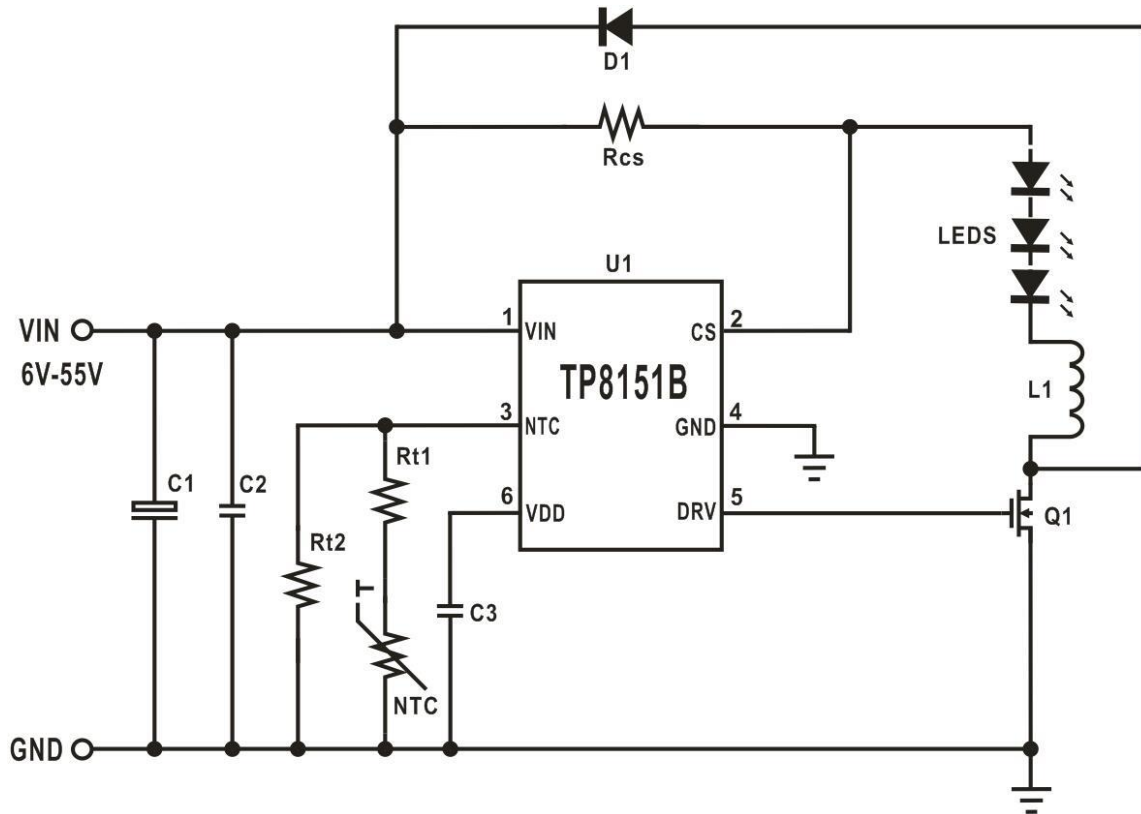 D1
Rcs
LEDS
U1
VIN
6V-55V
1
VIN
CS
2
TP8151B
L1
3
NTC
GND
4
Rt1
C1
C2
6
VDD
DRV
5
Q1
Rt2
T
C3
NTC
GND